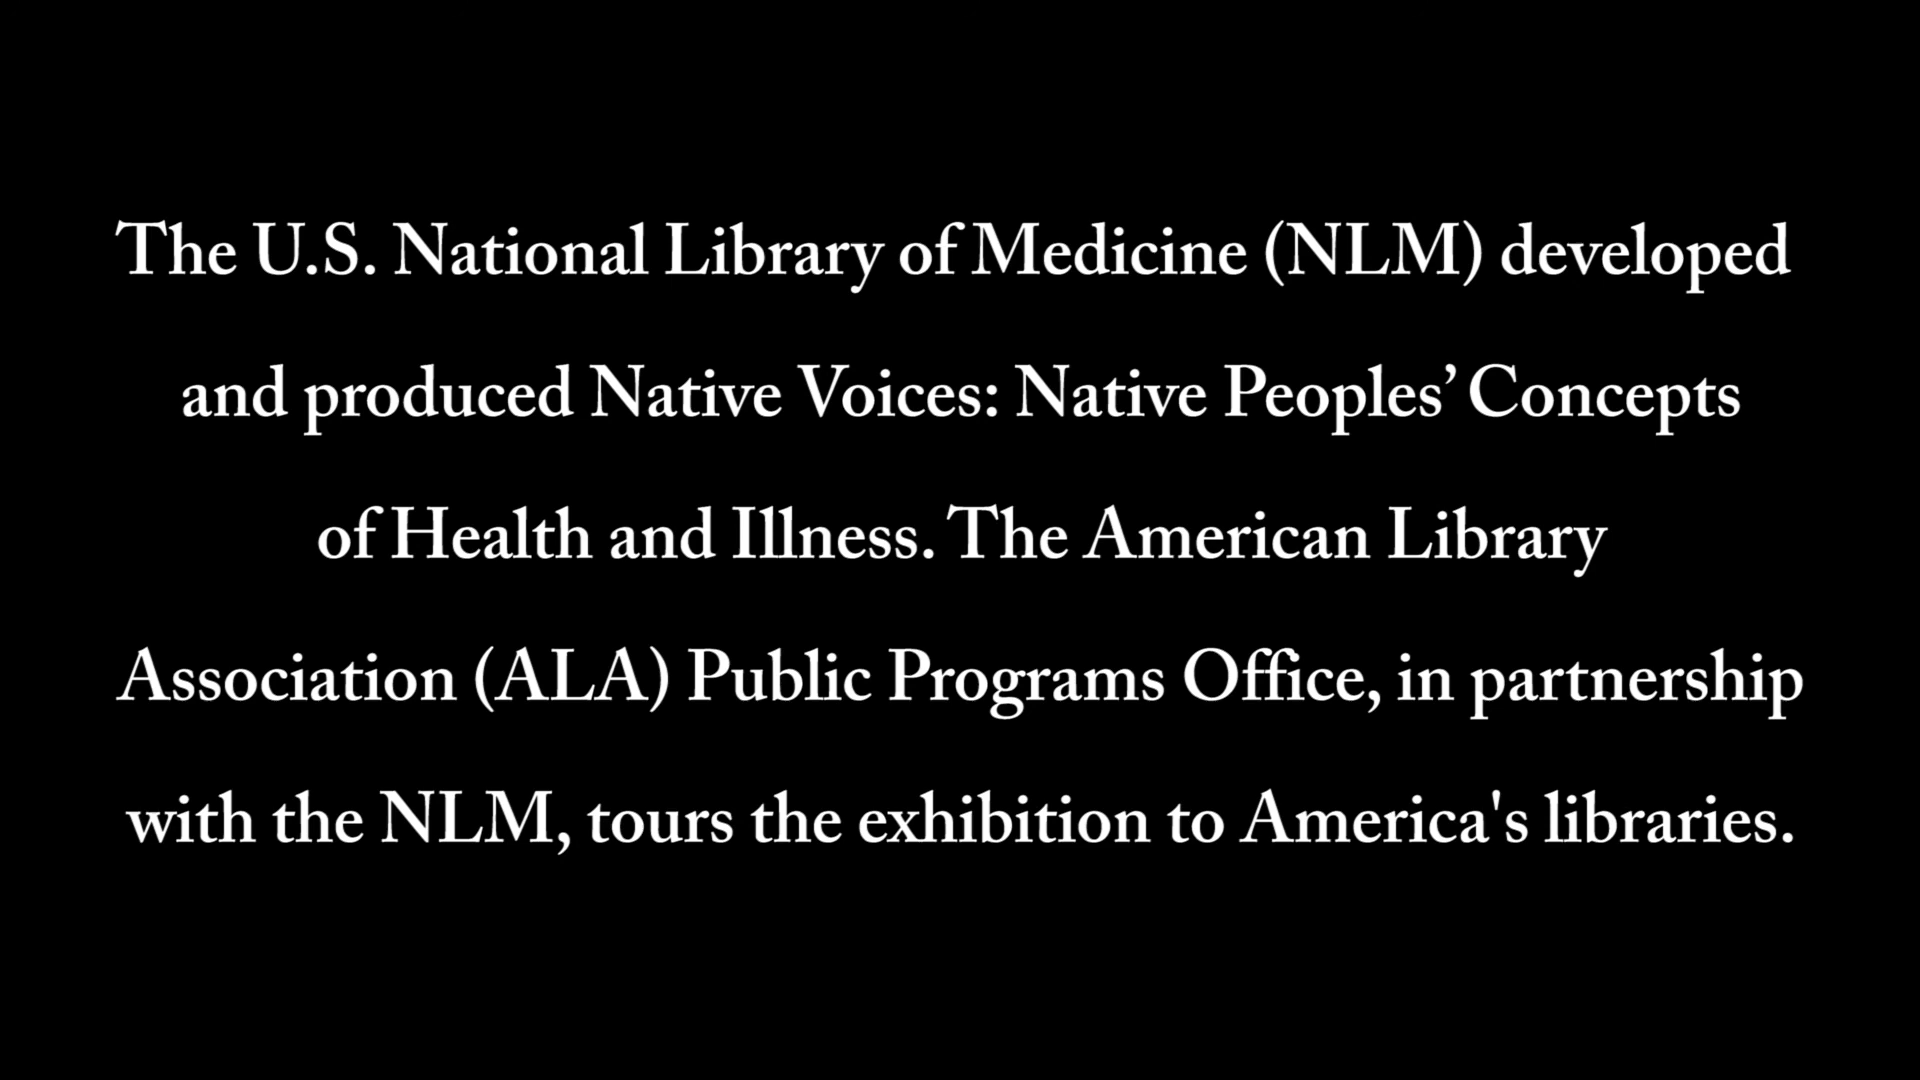 The U.S. National Library of Medicine (NLM) developed
and produced Native Voices: Native Peoples’ Concepts
of Health and Illness. The American Library
Association (ALA) Public Programs Office, in partnership
with the NLM, tours the exhibition to America's libraries.